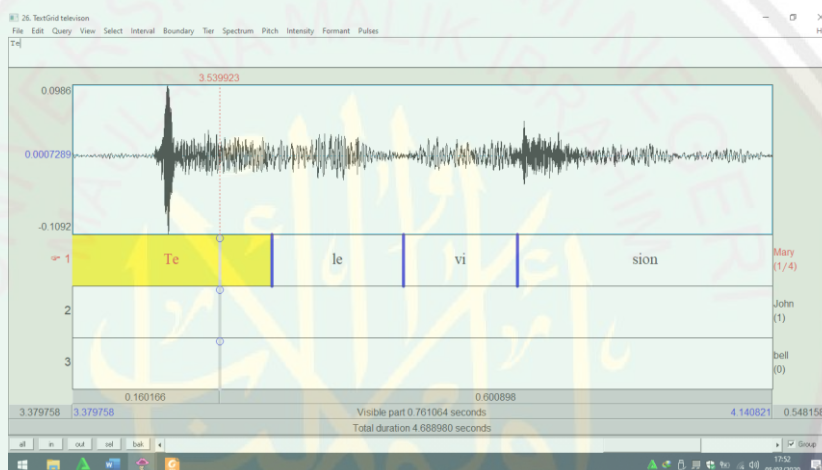 26. TextGrid televison
File Edit Query View Select Interval Boundary Tier Spectrum Pitch Intensity Formant Pulses H
Te
3.539923
0.0986
0.0007289
-0.1092
1 Te le vi sion Mary (1/4)
2 John (1)
3 bell (0)
0.160166 0.600898
3.379758 3.379758 Visible part 0.761064 seconds 4.140821 0.548158
Total duration 4.688980 seconds
all in out sel bak Group
17:52